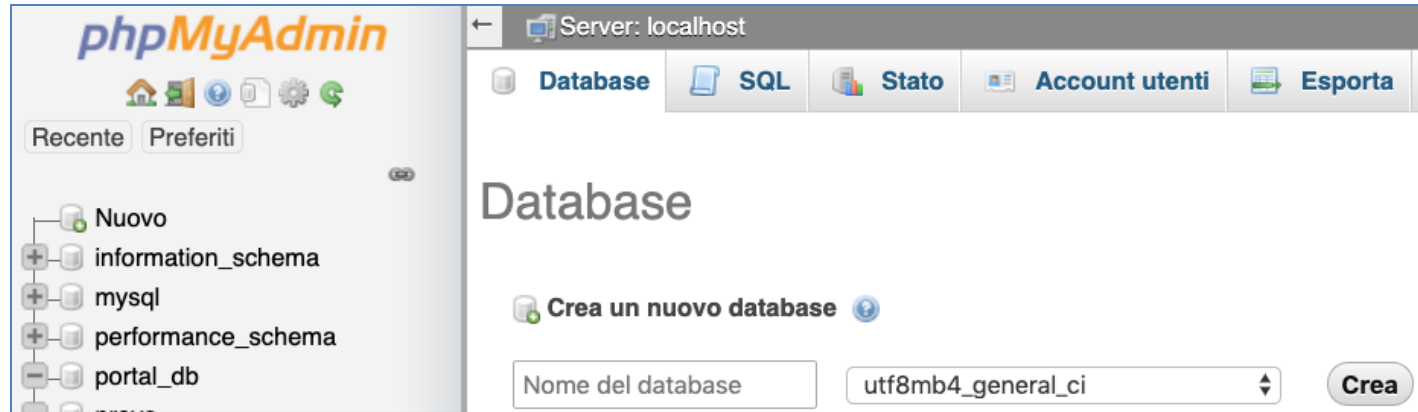 phpMyAdmin
Recente Preferiti
Nuovo
information_schema
mysql
performance_schema
portal_db
Server: localhost
Database SQL Stato Account utenti Esporta
Database
Crea un nuovo database
Nome del database utf8mb4_general_ci Crea